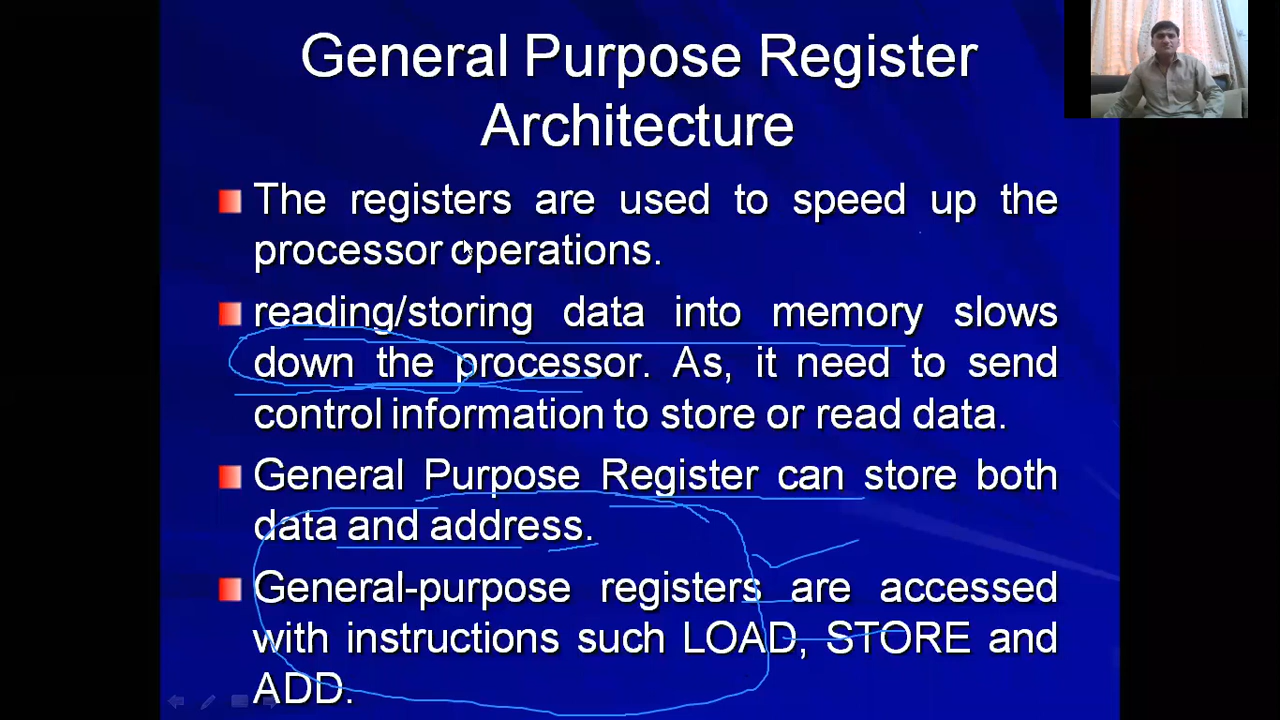 General Purpose Register
Architecture
The registers are used to speed up the
processor operations.
reading/storing data into memory slows
down the processor. As, it need to send
control information to store or read data.
General Purpose Register can store both
data and address.
General-purpose registers are accessed
with instructions such LOAD, STORE and
ADD.